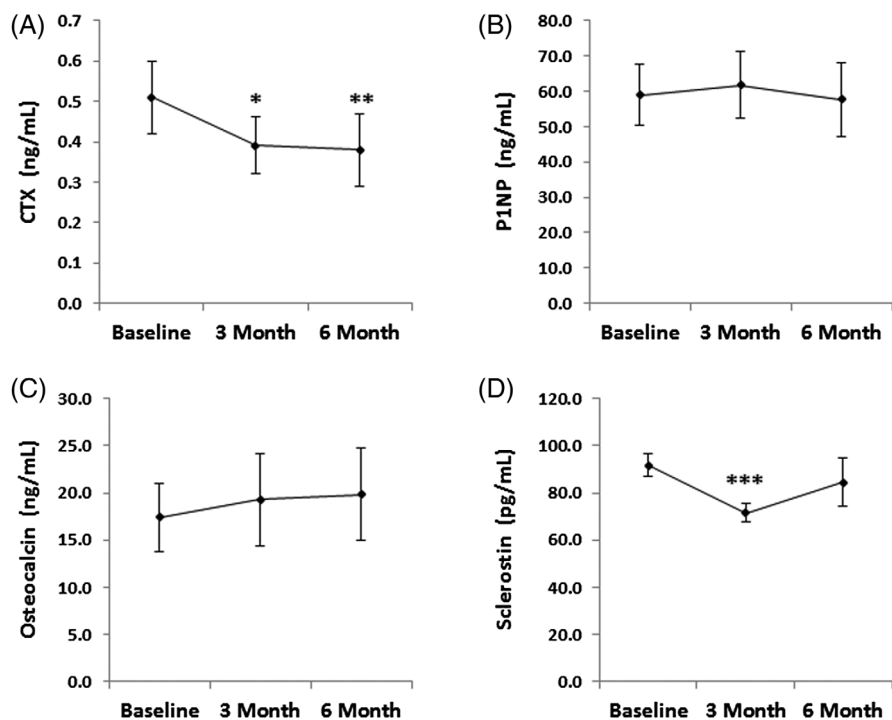 (A)
CTX (ng/mL)
0.7
0.6
0.5
0.4
0.3
0.2
0.1
0.0
*
**
Baseline 3 Month 6 Month
(B)
P1NP (ng/mL)
80.0
70.0
60.0
50.0
40.0
30.0
20.0
10.0
0.0
Baseline 3 Month 6 Month
(C)
Osteocalcin (ng/mL)
30.0
25.0
20.0
15.0
10.0
5.0
0.0
Baseline 3 Month 6 Month
(D)
Sclerostin (pg/mL)
120.0
100.0
80.0
60.0
40.0
20.0
0.0
***
Baseline 3 Month 6 Month